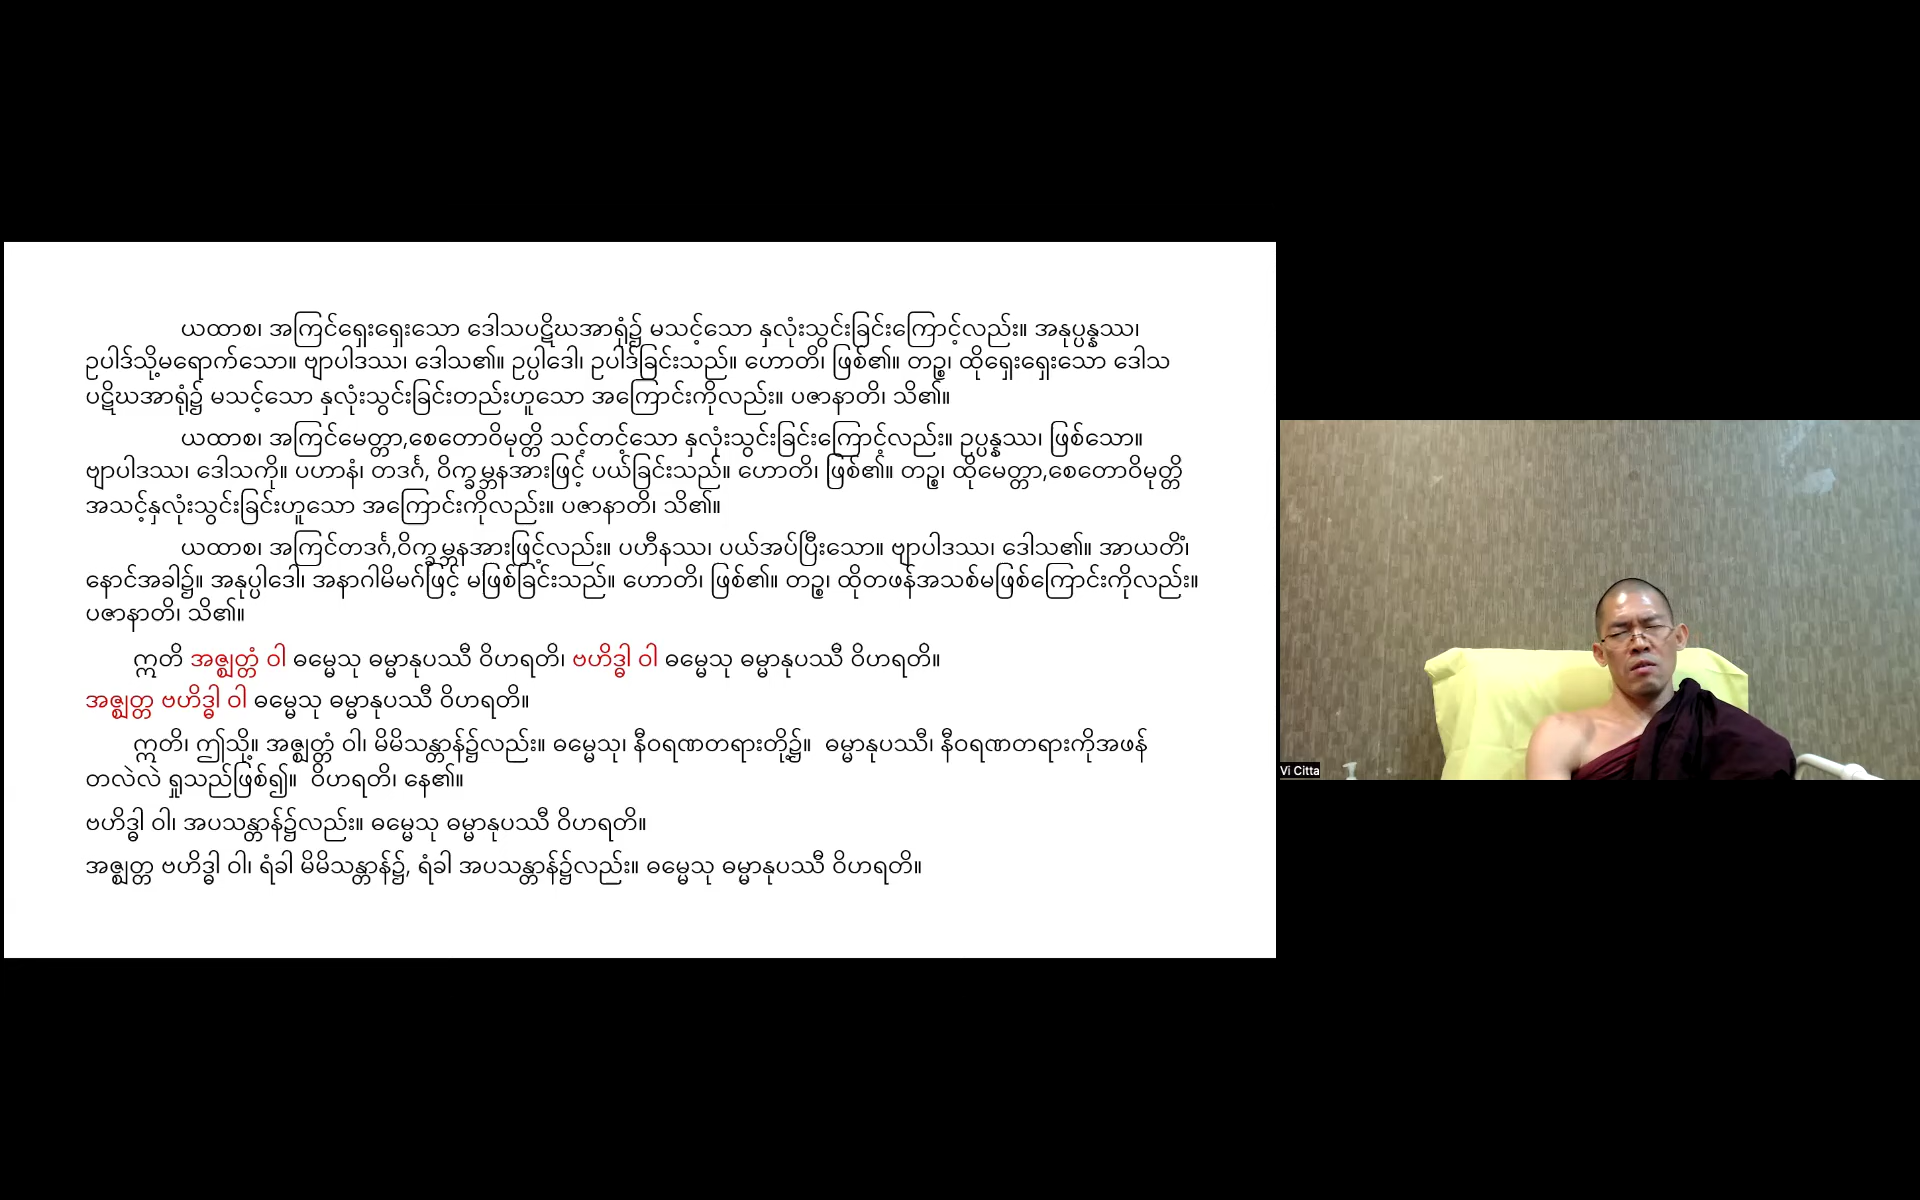 ယထာစ၊ အကြင်ရှေးရှေးသော ဒေါသပဋိဃအာရုံ၌ မသင့်သော နှလုံးသွင်းခြင်းကြောင့်လည်း။ အနုပ္ပန္နဿ၊
ဥပါဒ်သို့မရောက်သော။ ဗျာပါဒဿ၊ ဒေါသ၏။ ဥပ္ပါဒေါ၊ ဥပါဒ်ခြင်းသည်။ ဟောတိ၊ ဖြစ်၏။ တဉ္စ၊ ထိုရှေးရှေးသော ဒေါသ
ပဋိဃအာရုံ၌ မသင့်သော နှလုံးသွင်းခြင်းတည်းဟူသော အကြောင်းကိုလည်း။ ပဇာနာတိ၊ သိ၏။
ယထာစ၊ အကြင်မေတ္တာ,စေတောဝိမုတ္တိ သင့်တင့်သော နှလုံးသွင်းခြင်းကြောင့်လည်း။ ဥပ္ပန္နဿ၊ ဖြစ်သော။
ဗျာပါဒဿ၊ ဒေါသကို။ ပဟာနံ၊ တဒင်္ဂ, ဝိက္ခမ္ဘနအားဖြင့် ပယ်ခြင်းသည်။ ဟောတိ၊ ဖြစ်၏။ တဉ္စ၊ ထိုမေတ္တာ,စေတောဝိမုတ္တိ
အသင့်နှလုံးသွင်းခြင်းဟူသော အကြောင်းကိုလည်း။ ပဇာနာတိ၊ သိ၏။
ယထာစ၊ အကြင်တဒင်္ဂ,ဝိက္ခမ္ဘနအားဖြင့်လည်း။ ပဟီနဿ၊ ပယ်အပ်ပြီးသော။ ဗျာပါဒဿ၊ ဒေါသ၏။ အာယတိံ၊
နောင်အခါ၌။ အနုပ္ပါဒေါ၊ အနာဂါမိမဂ်ဖြင့် မဖြစ်ခြင်းသည်။ ဟောတိ၊ ဖြစ်၏။ တဉ္စ၊ ထိုတဖန်အသစ်မဖြစ်ကြောင်းကိုလည်း။
ပဇာနာတိ၊ သိ၏။
ဣတိ အဇ္ဈတ္တံ ဝါ ဓမ္မေသု ဓမ္မာနုပဿီ ဝိဟရတိ၊ ဗဟိဒ္ဓါ ဝါ ဓမ္မေသု ဓမ္မာနုပဿီ ဝိဟရတိ။
အဇ္ဈတ္တ ဗဟိဒ္ဓါ ဝါ ဓမ္မေသု ဓမ္မာနုပဿီ ဝိဟရတိ။
ဣတိ၊ ဤသို့။ အဇ္ဈတ္တံ ဝါ၊ မိမိသန္တာန်၌လည်း။ ဓမ္မေသု၊ နီဝရဏတရားတို့၌။ ဓမ္မာနုပဿီ၊ နီဝရဏတရားကိုအဖန်
တလဲလဲ ရှုသည်ဖြစ်၍။ ဝိဟရတိ၊ နေ၏။
ဗဟိဒ္ဓါ ဝါ၊ အပသန္တာန်၌လည်း။ ဓမ္မေသု ဓမ္မာနုပဿီ ဝိဟရတိ။
အဇ္ဈတ္တ ဗဟိဒ္ဓါ ဝါ၊ ရံခါ မိမိသန္တာန်၌, ရံခါ အပသန္တာန်၌လည်း။ ဓမ္မေသု ဓမ္မာနုပဿီ ဝိဟရတိ။
Vi Citta